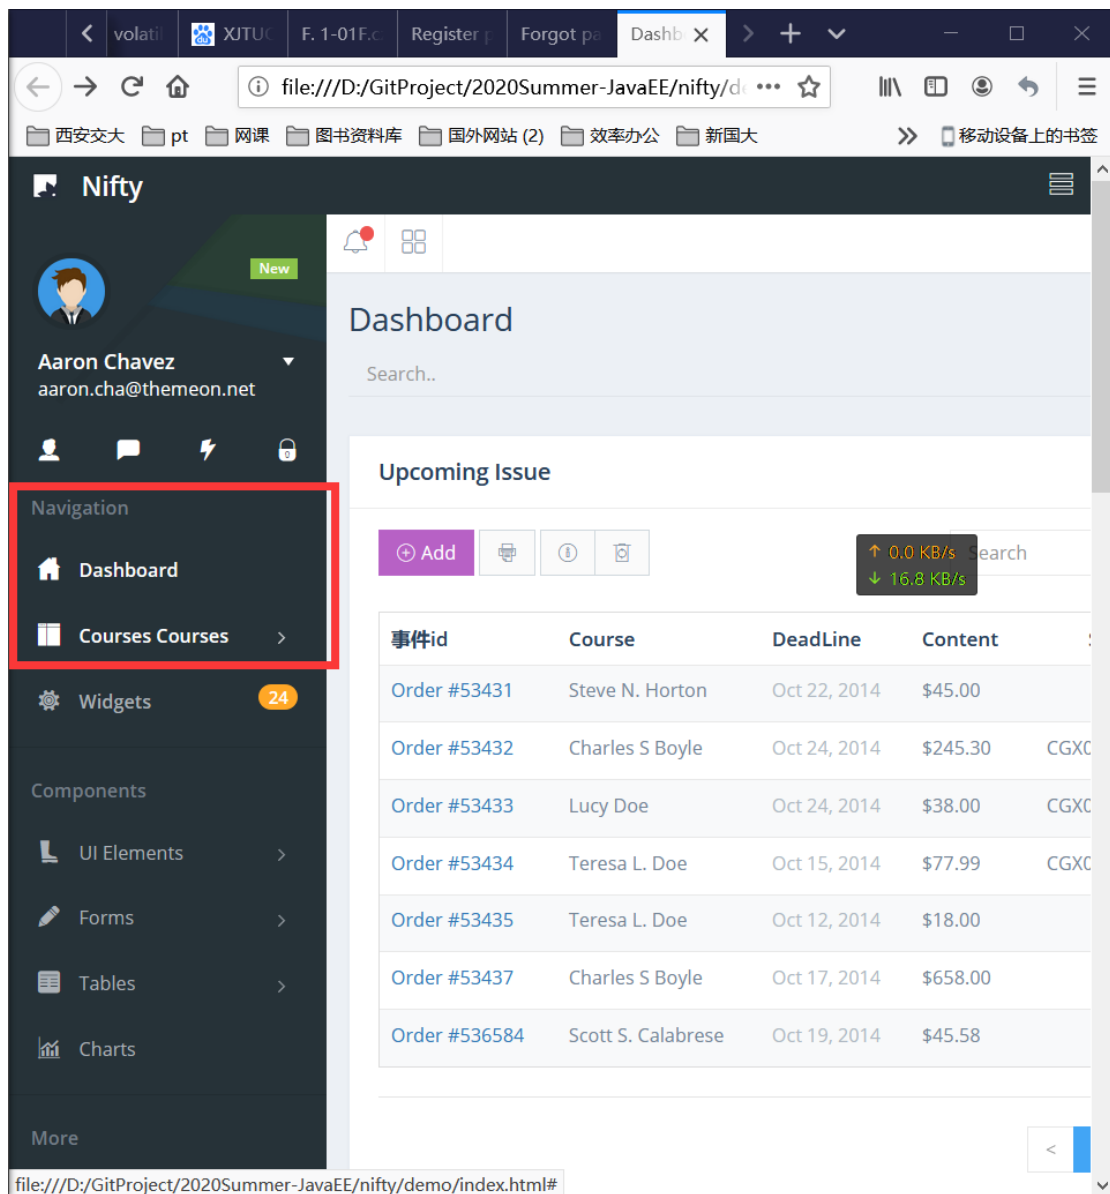 volatil XJTUC F. 1-01F.c Register p Forgot pa Dashb
file:///D:/GitProject/2020Summer-JavaEE/nifty/de
西安交大 pt 网课 图书资料库 国外网站 (2) 效率办公 新国大 移动设备上的书签
Nifty
New
Aaron Chavez
aaron.cha@themeon.net
Navigation
Dashboard
Courses Courses
Widgets 24
Components
UI Elements
Forms
Tables
Charts
More
Dashboard
Search..
Upcoming Issue
Add
↑ 0.0 KB/s
↓ 16.8 KB/s
Search
事件id Course DeadLine Content
Order #53431 Steve N. Horton Oct 22, 2014 $45.00
Order #53432 Charles S Boyle Oct 24, 2014 $245.30 CGX0
Order #53433 Lucy Doe Oct 24, 2014 $38.00 CGX0
Order #53434 Teresa L. Doe Oct 15, 2014 $77.99 CGX0
Order #53435 Teresa L. Doe Oct 12, 2014 $18.00
Order #53437 Charles S Boyle Oct 17, 2014 $658.00
Order #536584 Scott S. Calabrese Oct 19, 2014 $45.58
<
file:///D:/GitProject/2020Summer-JavaEE/nifty/demo/index.html#